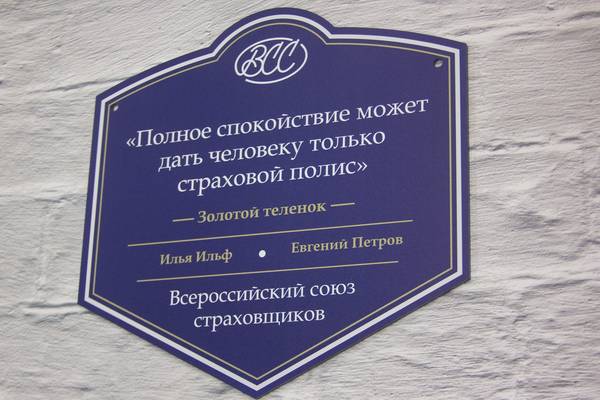 ВСС
«Полное спокойствие может
дать человеку только
страховой полис»
— Золотой теленок —
Илья Ильф • Евгений Петров
Всероссийский союз
страховщиков